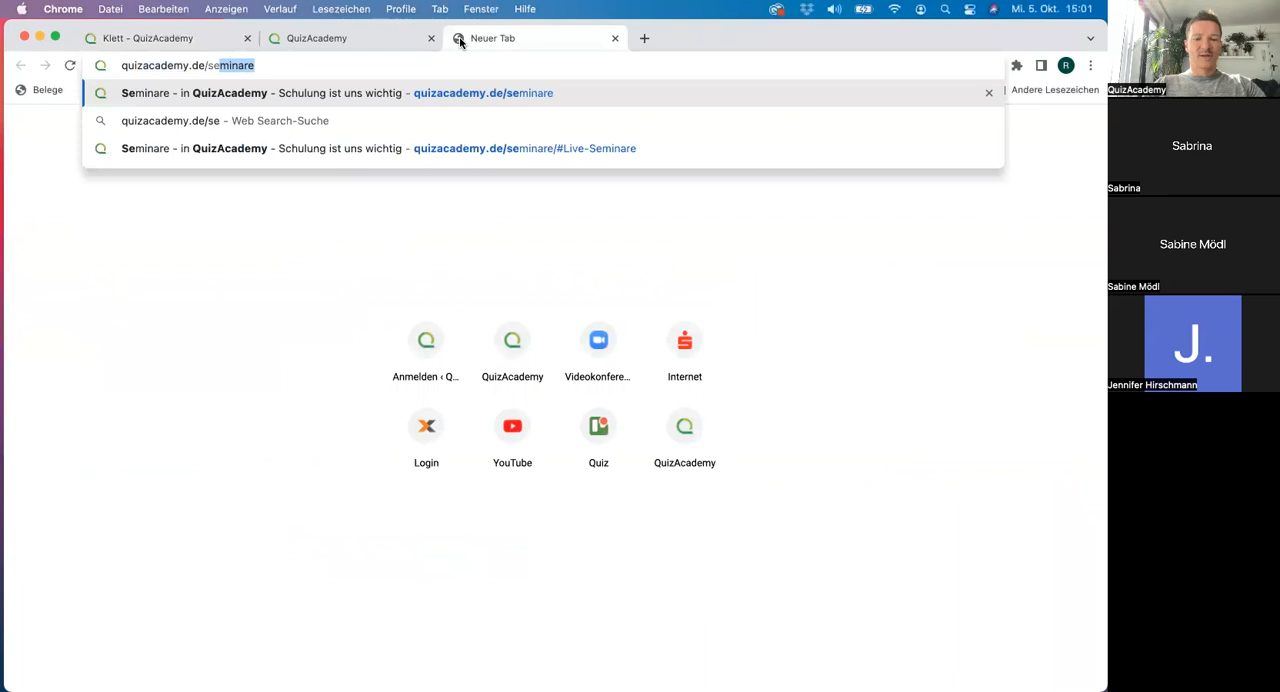 Chrome Datei Bearbeiten Anzeigen Verlauf Lesezeichen Profile Tab Fenster Hilfe Mi. 5. Okt. 15:01
Klett - QuizAcademy QuizAcademy Neuer Tab
quizacademy.de/seminare R
Belege Andere Lesezeichen
Seminare - in QuizAcademy - Schulung ist uns wichtig - quizacademy.de/seminare
quizacademy.de/se - Web Search-Suche
Seminare - in QuizAcademy - Schulung ist uns wichtig - quizacademy.de/seminare/#Live-Seminare
Anmelden ‹ Q... QuizAcademy Videokonfere... Internet
Login YouTube Quiz QuizAcademy
QuizAcademy
Sabrina
Sabrina
Sabine Mödl
Sabine Mödl
J.
Jennifer Hirschmann